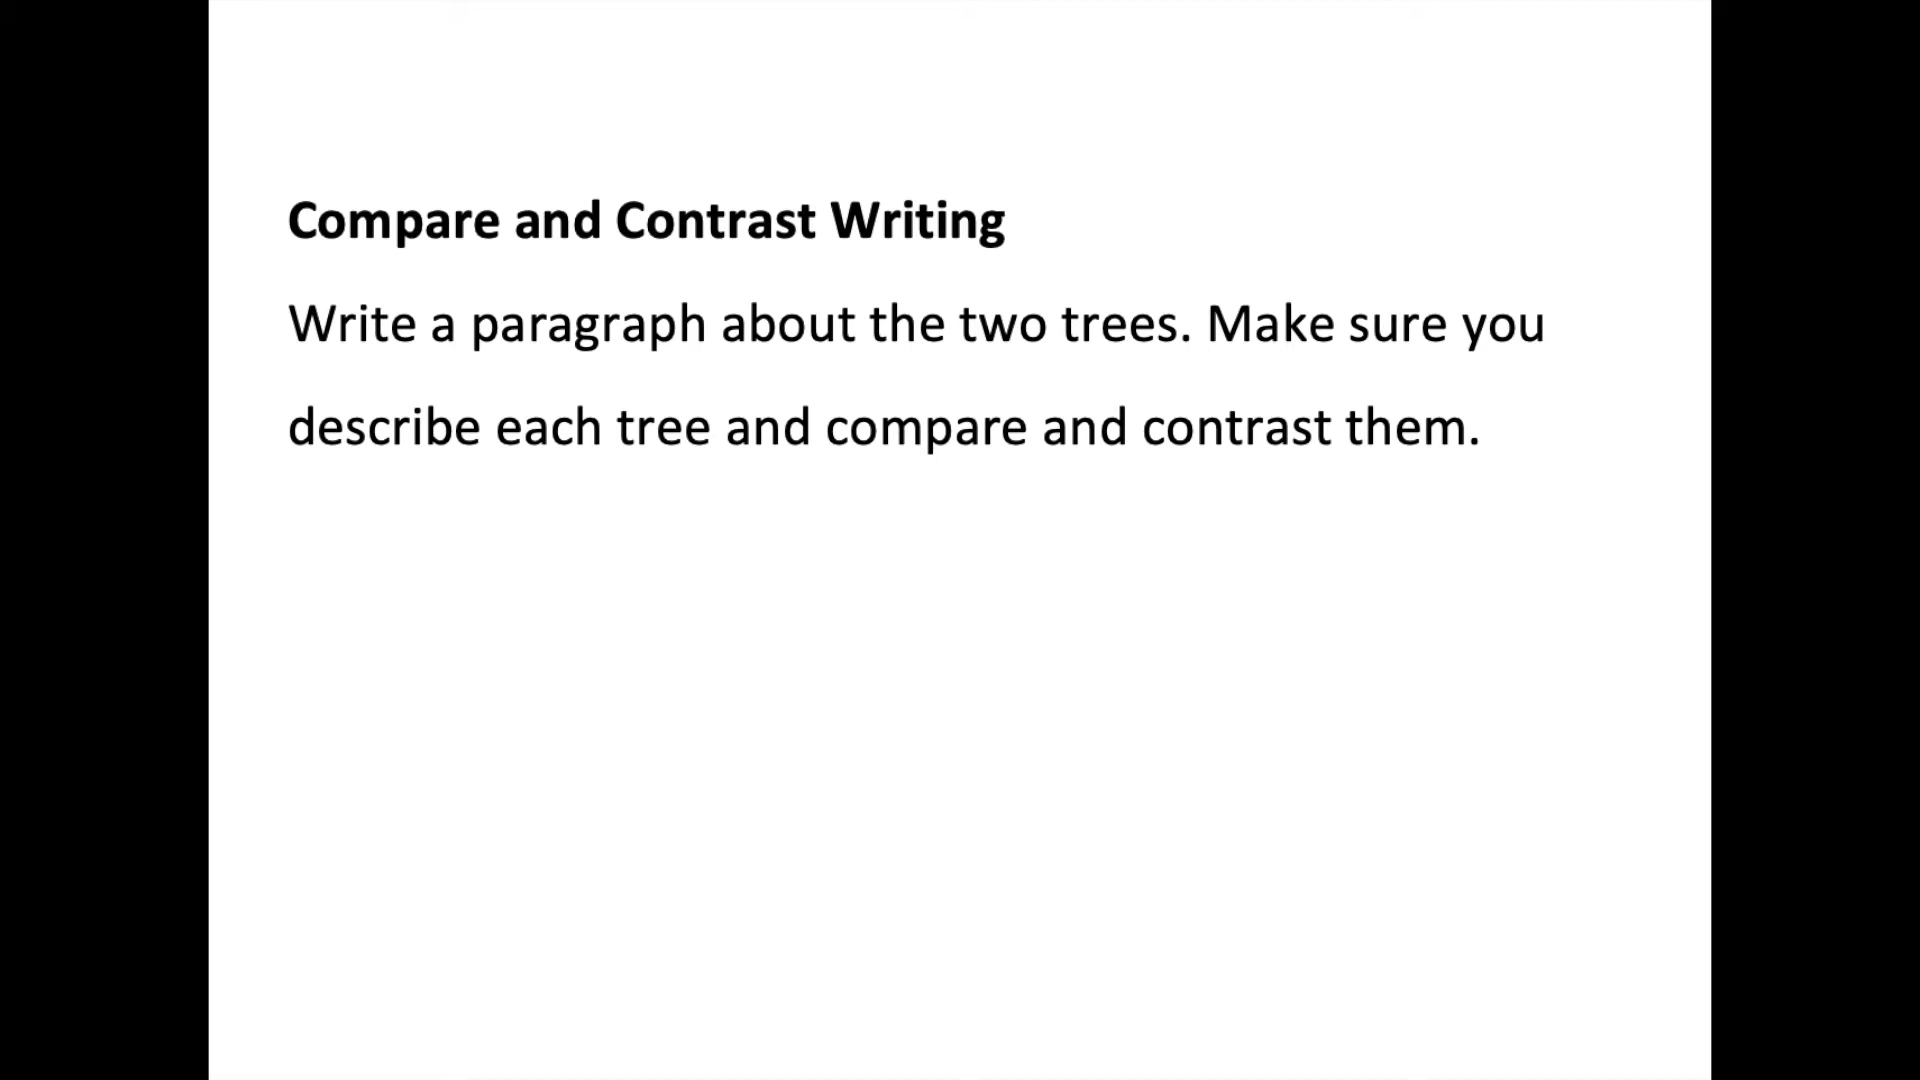 Compare and Contrast Writing
Write a paragraph about the two trees. Make sure you
describe each tree and compare and contrast them.